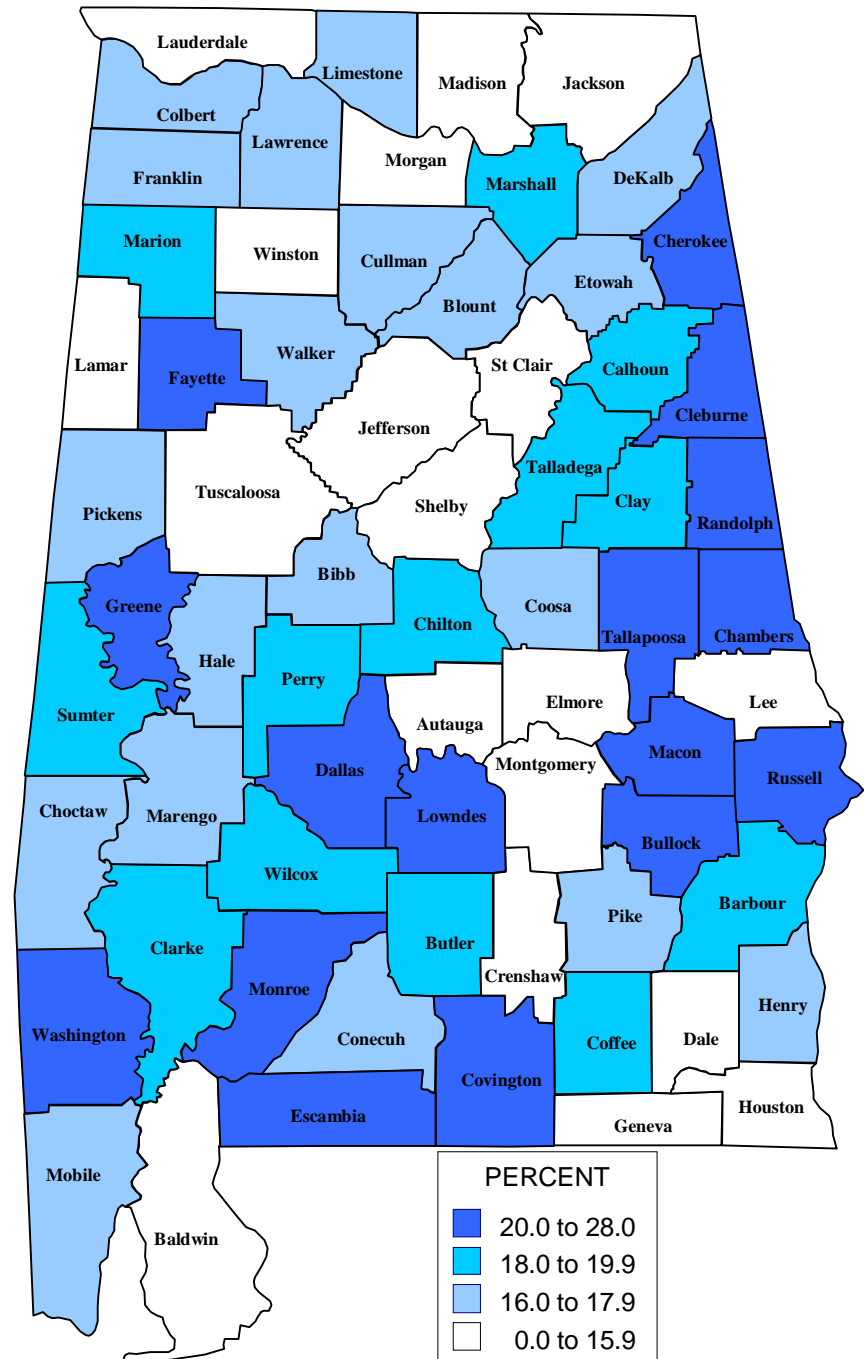 Lauderdale
Limestone
Madison
Jackson
Colbert
Lawrence
Morgan
Franklin
Marshall
DeKalb
Marion
Winston
Cullman
Cherokee
Etowah
Blount
Lamar
Fayette
Walker
St Clair
Calhoun
Cleburne
Jefferson
Tuscaloosa
Talladega
Pickens
Shelby
Clay
Randolph
Bibb
Greene
Coosa
Chilton
Tallapoosa
Chambers
Hale
Perry
Sumter
Elmore
Lee
Autauga
Macon
Montgomery
Dallas
Russell
Choctaw
Marengo
Lowndes
Bullock
Wilcox
Barbour
Pike
Clarke
Butler
Crenshaw
Monroe
Henry
Washington
Conecuh
Coffee
Dale
Covington
Escambia
Houston
Geneva
Mobile
Baldwin
PERCENT
20.0 to 28.0
18.0 to 19.9
16.0 to 17.9
0.0 to 15.9